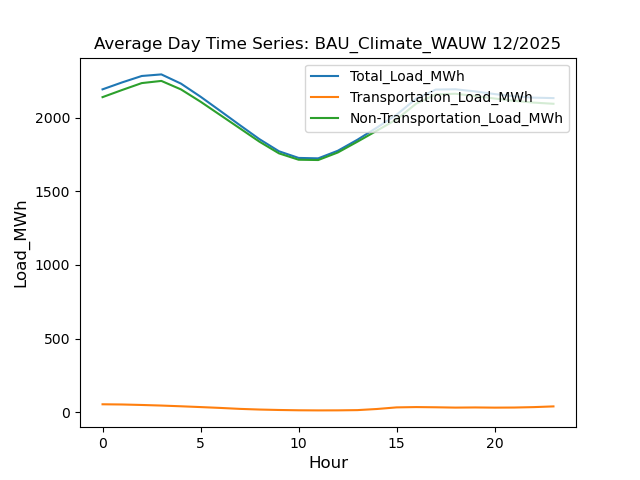 Average Day Time Series: BAU_Climate_WAUW 12/2025
Total_Load_MWh
Transportation_Load_MWh
Non-Transportation_Load_MWh
Load_MWh
2000
1500
1000
500
0
0 5 10 15 20
Hour